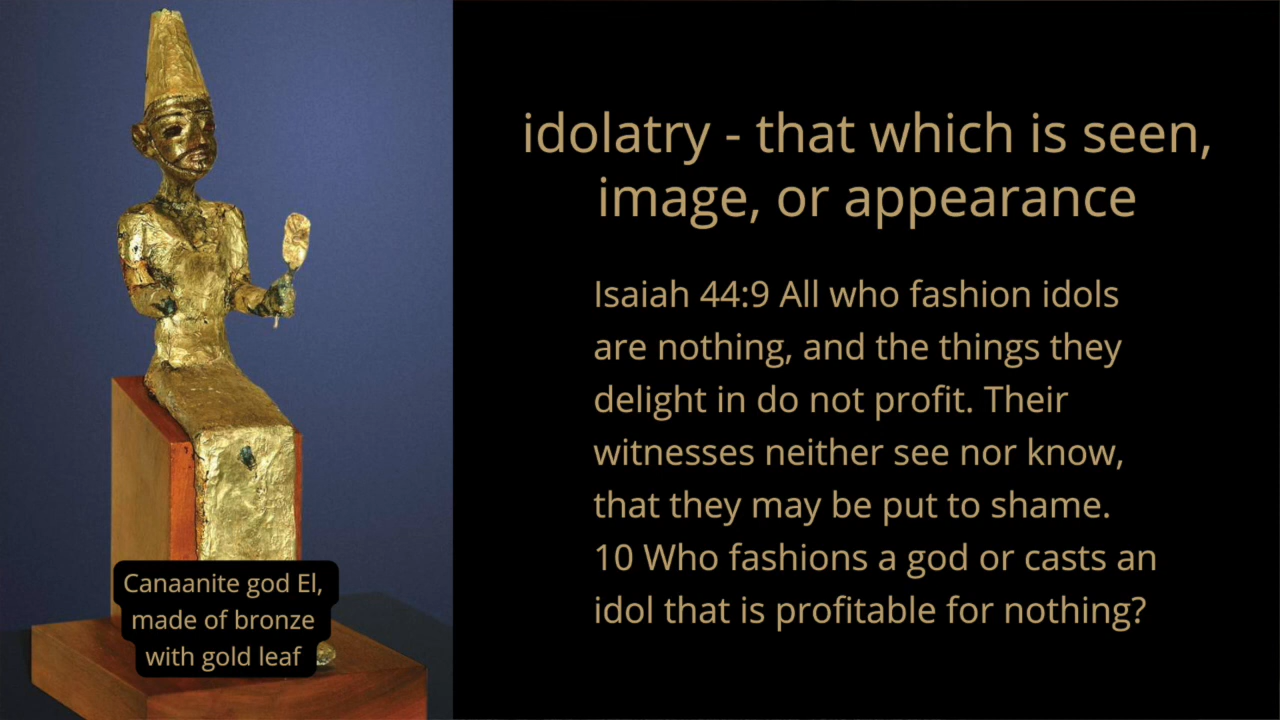 idolatry - that which is seen,
image, or appearance
Isaiah 44:9 All who fashion idols
are nothing, and the things they
delight in do not profit. Their
witnesses neither see nor know,
that they may be put to shame.
10 Who fashions a god or casts an
idol that is profitable for nothing?
Canaanite god El,
made of bronze
with gold leaf